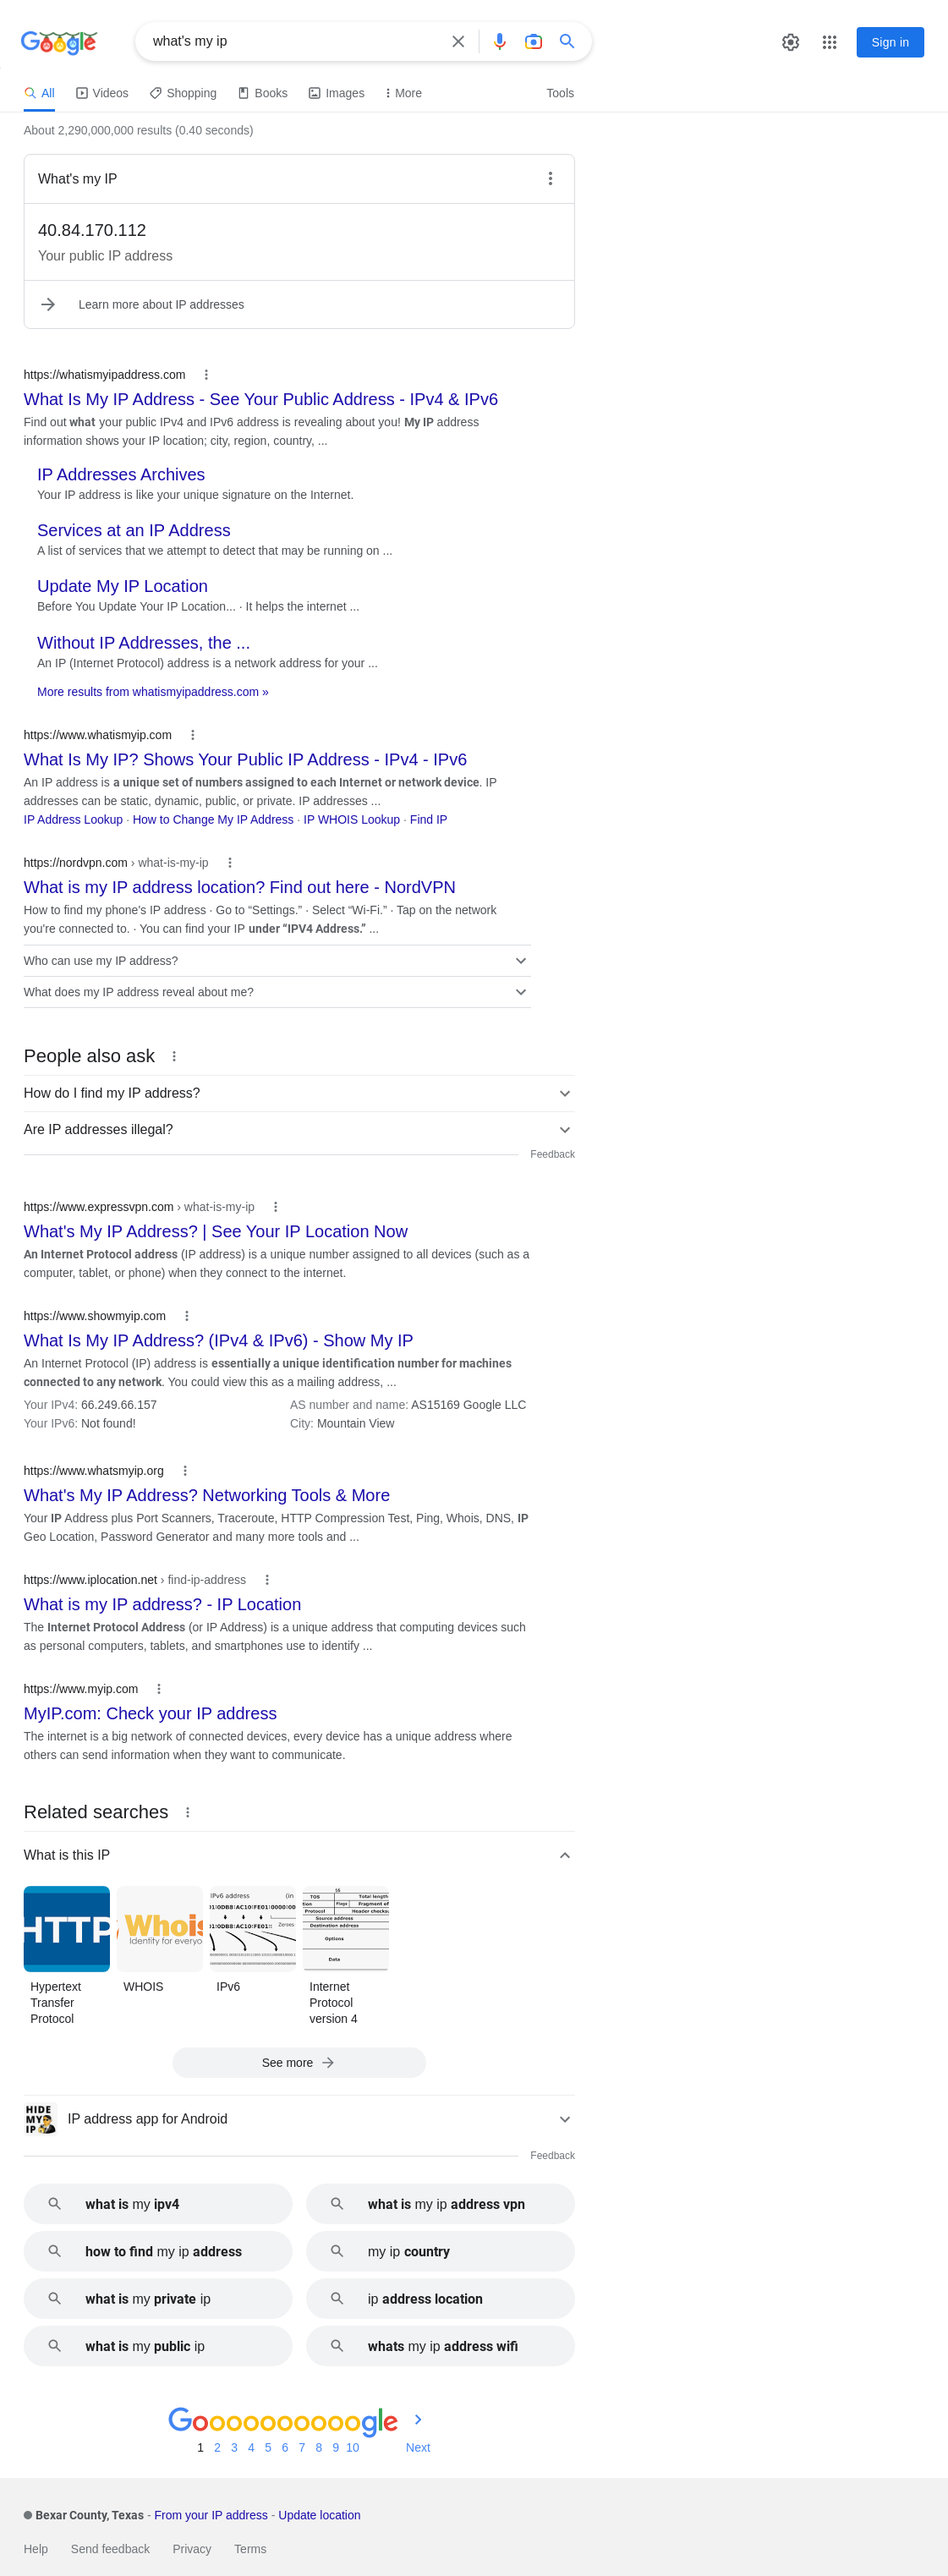 Google
what's my ip
Sign in
All Videos Shopping Books Images More Tools
About 2,290,000,000 results (0.40 seconds)
What's my IP
40.84.170.112
Your public IP address
Learn more about IP addresses
https://whatismyipaddress.com
What Is My IP Address - See Your Public Address - IPv4 & IPv6
Find out what your public IPv4 and IPv6 address is revealing about you! My IP address
information shows your IP location; city, region, country, ...
IP Addresses Archives
Your IP address is like your unique signature on the Internet.
Services at an IP Address
A list of services that we attempt to detect that may be running on ...
Update My IP Location
Before You Update Your IP Location... · It helps the internet ...
Without IP Addresses, the ...
An IP (Internet Protocol) address is a network address for your ...
More results from whatismyipaddress.com »
https://www.whatismyip.com
What Is My IP? Shows Your Public IP Address - IPv4 - IPv6
An IP address is a unique set of numbers assigned to each Internet or network device. IP
addresses can be static, dynamic, public, or private. IP addresses ...
IP Address Lookup · How to Change My IP Address · IP WHOIS Lookup · Find IP
https://nordvpn.com › what-is-my-ip
What is my IP address location? Find out here - NordVPN
How to find my phone's IP address · Go to “Settings.” · Select “Wi-Fi.” · Tap on the network
you're connected to. · You can find your IP under “IPV4 Address.” ...
Who can use my IP address?
What does my IP address reveal about me?
People also ask
How do I find my IP address?
Are IP addresses illegal?
Feedback
https://www.expressvpn.com › what-is-my-ip
What's My IP Address? | See Your IP Location Now
An Internet Protocol address (IP address) is a unique number assigned to all devices (such as a
computer, tablet, or phone) when they connect to the internet.
https://www.showmyip.com
What Is My IP Address? (IPv4 & IPv6) - Show My IP
An Internet Protocol (IP) address is essentially a unique identification number for machines
connected to any network. You could view this as a mailing address, ...
Your IPv4: 66.249.66.157 AS number and name: AS15169 Google LLC
Your IPv6: Not found! City: Mountain View
https://www.whatsmyip.org
What's My IP Address? Networking Tools & More
Your IP Address plus Port Scanners, Traceroute, HTTP Compression Test, Ping, Whois, DNS, IP
Geo Location, Password Generator and many more tools and ...
https://www.iplocation.net › find-ip-address
What is my IP address? - IP Location
The Internet Protocol Address (or IP Address) is a unique address that computing devices such
as personal computers, tablets, and smartphones use to identify ...
https://www.myip.com
MyIP.com: Check your IP address
The internet is a big network of connected devices, every device has a unique address where
others can send information when they want to communicate.
Related searches
What is this IP
HTTP
Whois
Identity for everyo
IPv6 address (in
Zeroes
TOS Total length
Flags Fragment of
Protocol Header checksu
Source address
Destination address
Options
Data
Hypertext
Transfer
Protocol
WHOIS
IPv6
Internet
Protocol
version 4
See more
HIDE
MY
IP
IP address app for Android
Feedback
what is my ipv4
what is my ip address vpn
how to find my ip address
my ip country
what is my private ip
ip address location
what is my public ip
whats my ip address wifi
Goooooooooogle
1 2 3 4 5 6 7 8 9 10 Next
Bexar County, Texas - From your IP address - Update location
Help Send feedback Privacy Terms